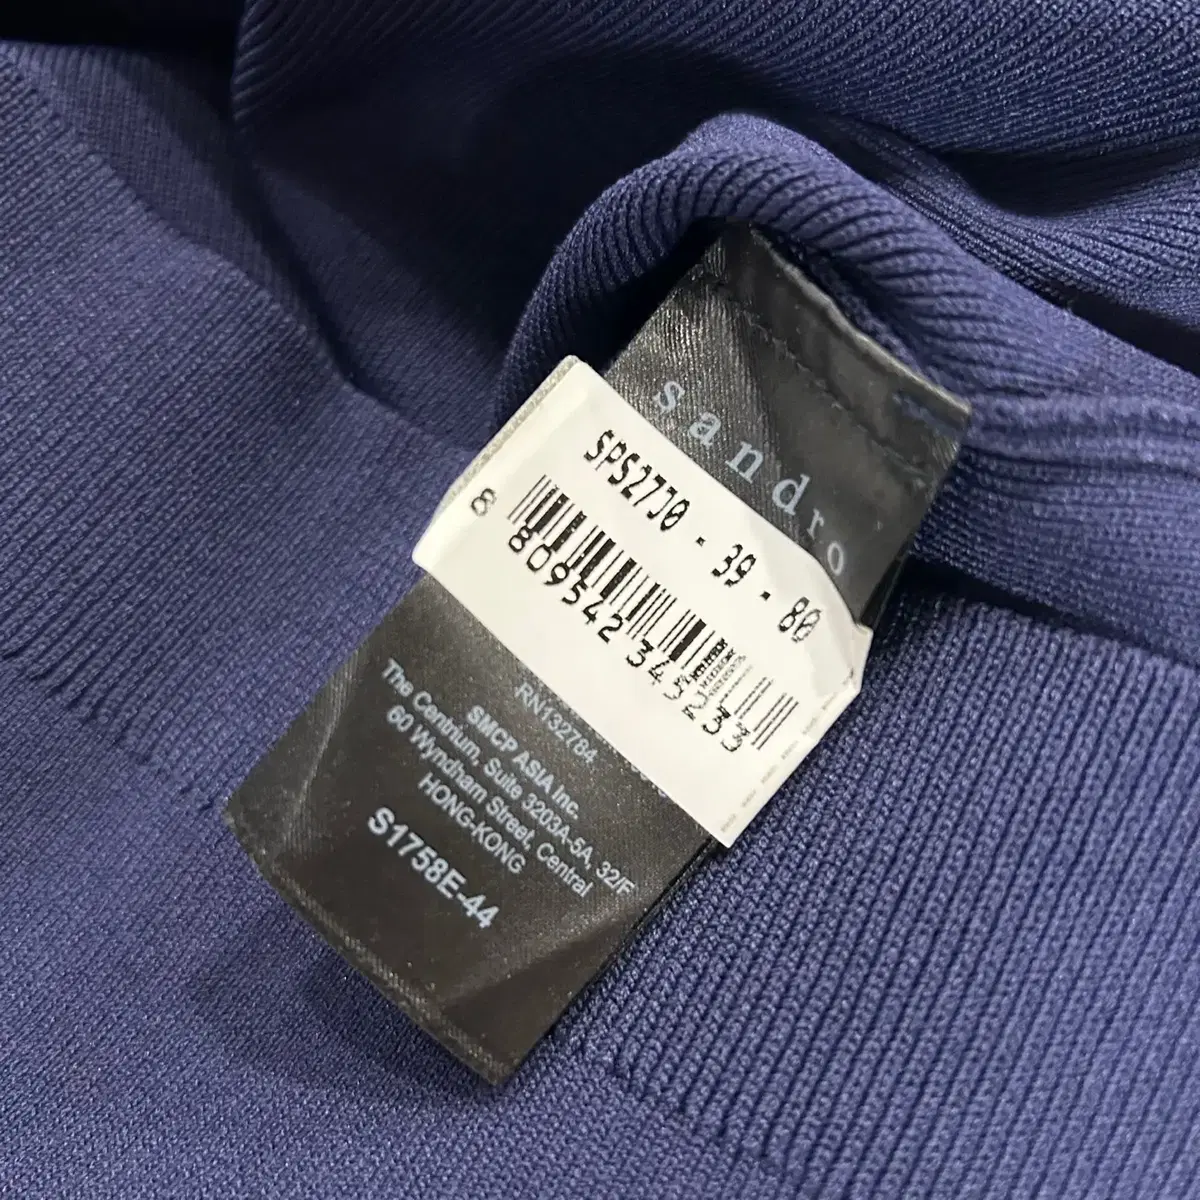 sandro
SPS27J0 - 39 - 80
8 809542 345233
RN132784
SMCP ASIA Inc.
The Centrium, Suite 3203A-5A, 32/F
60 Wyndham Street, Central
HONG-KONG
S1758E-44